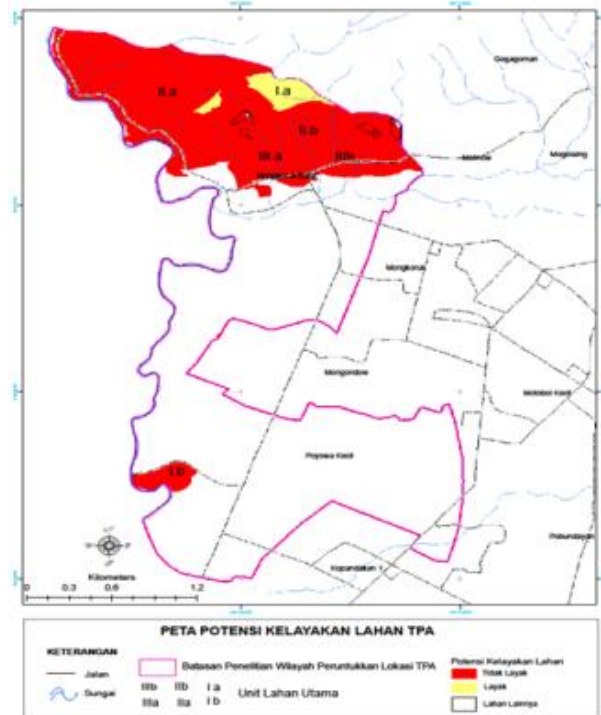 Gogagoman
II.a
I.a
II.b
III.a
IIIb
Molinow
Mogolaing
Mongkonai
Mongondow
Motoboi Kecil
Poyowa Kecil
I.b
Pobundayan
Kopandakan 1
Kilometers
0 0.3 0.6 1.2
PETA POTENSI KELAYAKAN LAHAN TPA
KETERANGAN
Jalan
Sungai
Batasan Penelitian Wilayah Peruntukkan Lokasi TPA
IIIb IIb I a
IIIa IIa I b
Unit Lahan Utama
Potensi Kelayakan Lahan
Tidak Layak
Layak
Lahan Lainnya